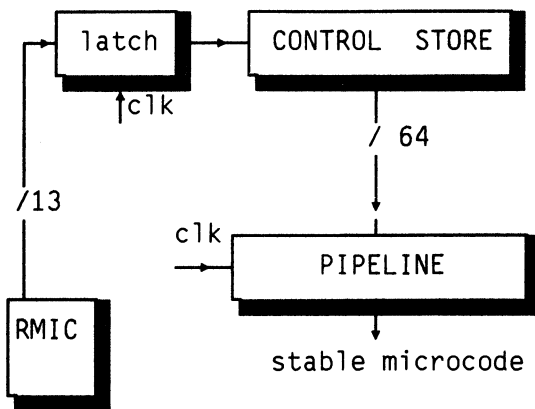 latch
CONTROL STORE
clk
/ 64
/13
clk
PIPELINE
RMIC
stable microcode